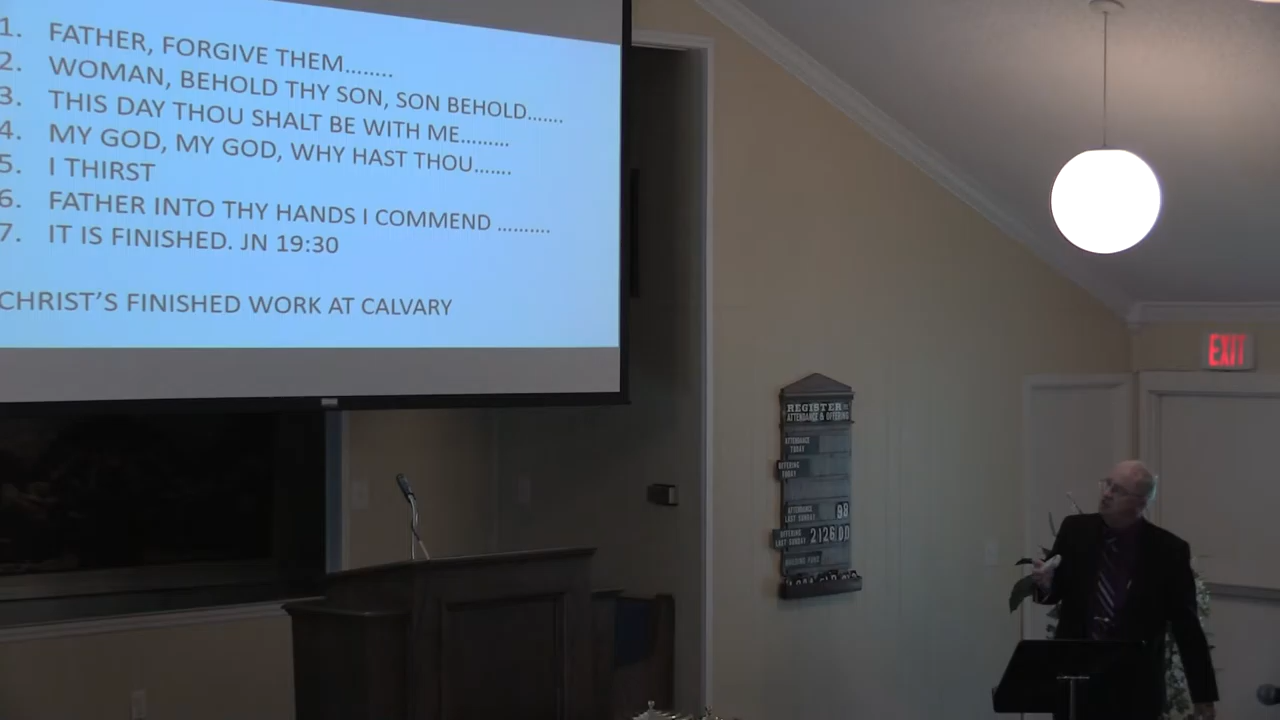 1. FATHER, FORGIVE THEM........
2. WOMAN, BEHOLD THY SON, SON BEHOLD.......
3. THIS DAY THOU SHALT BE WITH ME.........
4. MY GOD, MY GOD, WHY HAST THOU.......
5. I THIRST
6. FATHER INTO THY HANDS I COMMEND ..........
7. IT IS FINISHED. JN 19:30
CHRIST'S FINISHED WORK AT CALVARY
EXIT
REGISTER
ATTENDANCE & OFFERING
ATTENDANCE
TODAY
OFFERING
TODAY
ATTENDANCE
LAST SUNDAY 98
OFFERING
LAST SUNDAY 2126 00